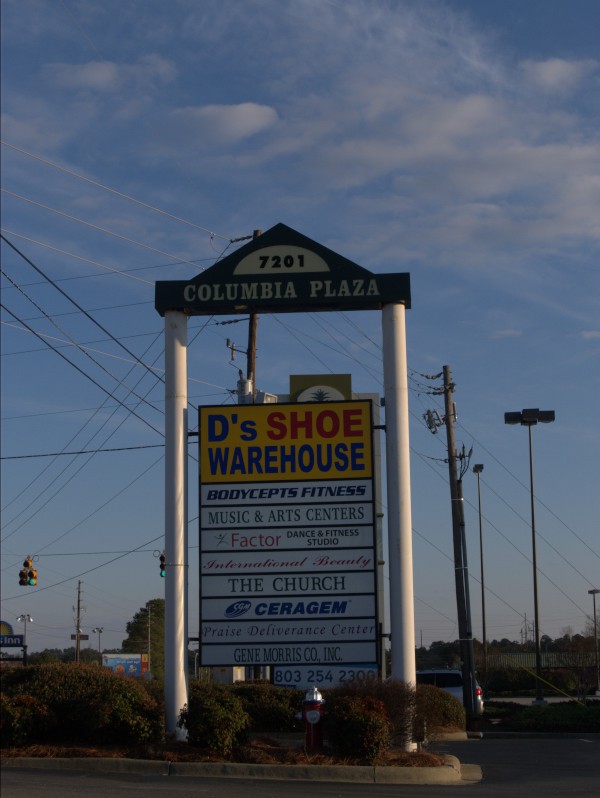 7201
COLUMBIA PLAZA
D's SHOE
WAREHOUSE
BODYCEPTS FITNESS
MUSIC & ARTS CENTERS
Factor DANCE & FITNESS
STUDIO
International Beauty
THE CHURCH
CERAGEM
Praise Deliverance Center
GENE MORRIS CO., INC.
803 254 2300
Inn